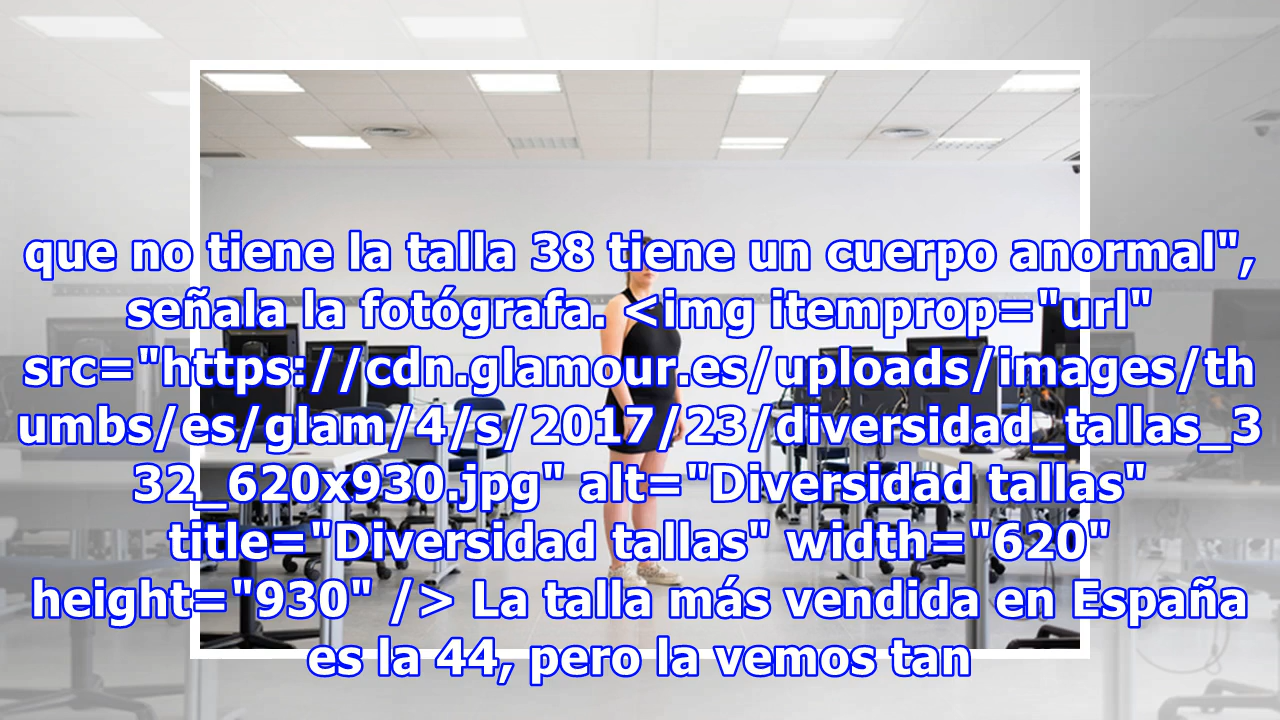 que no tiene la talla 38 tiene un cuerpo anormal",
señala la fotógrafa. <img itemprop="url"
src="https://cdn.glamour.es/uploads/images/th
umbs/es/glam/4/s/2017/23/diversidad_tallas_3
32_620x930.jpg" alt="Diversidad tallas"
title="Diversidad tallas" width="620"
height="930" /> La talla más vendida en España
es la 44, pero la vemos tan